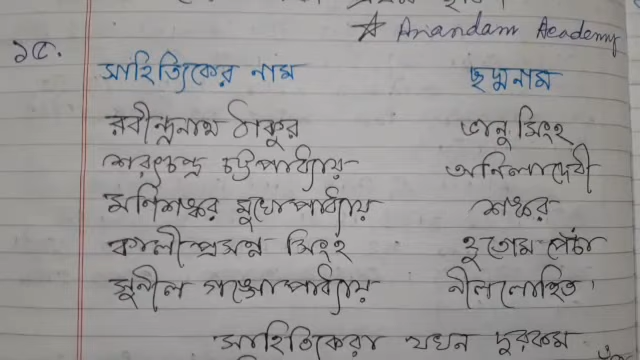 ☆ Anandam Academy
১৫.
সাহিত্যিকের নাম ছদ্মনাম
রবীন্দ্রনাথ ঠাকুর ভানু সিংহ
শরৎচন্দ্র চট্টপাধ্যায় অনিলাদেবী
মণিশঙ্কর মুখোপাধ্যায় শঙ্কর
কালীপ্রসন্ন সিংহ হুতোম পেঁচা
সুনীল গঙ্গোপাধ্যায় নীললোহিত।
সাহিত্যিকেরা যখন দুরকম